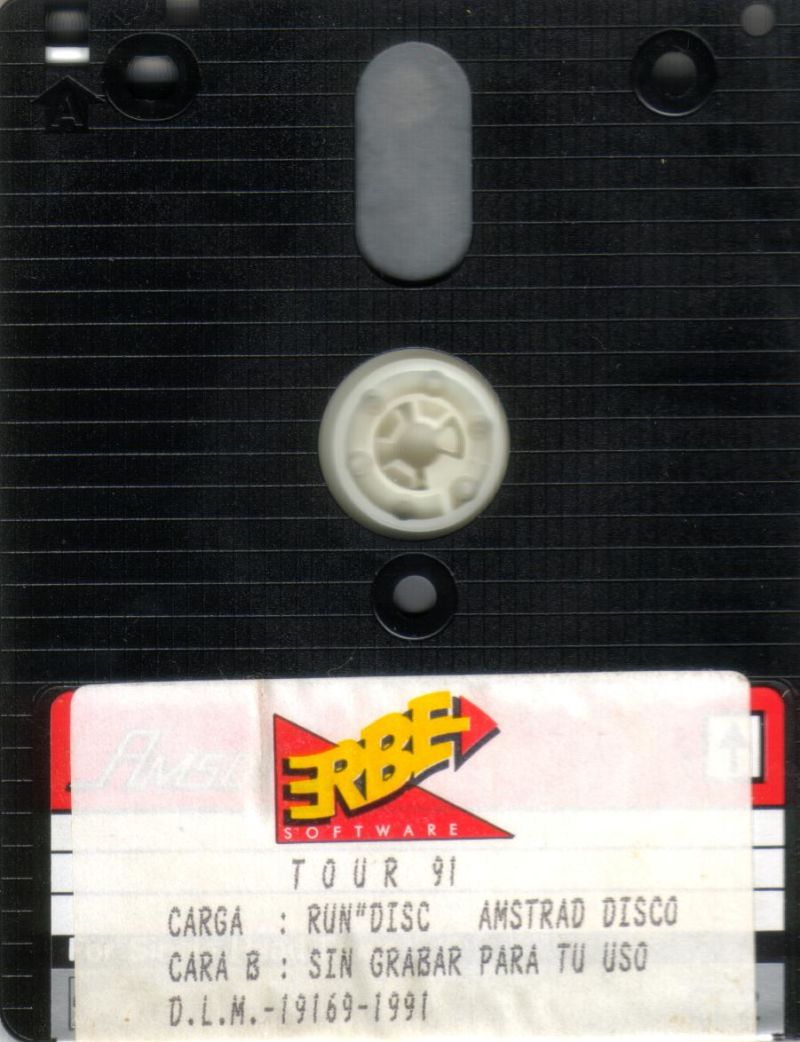 A
ERBE
SOFTWARE
TOUR 91
CARGA : RUN"DISC AMSTRAD DISCO
CARA B : SIN GRABAR PARA TU USO
D.L.M.-19169-1991